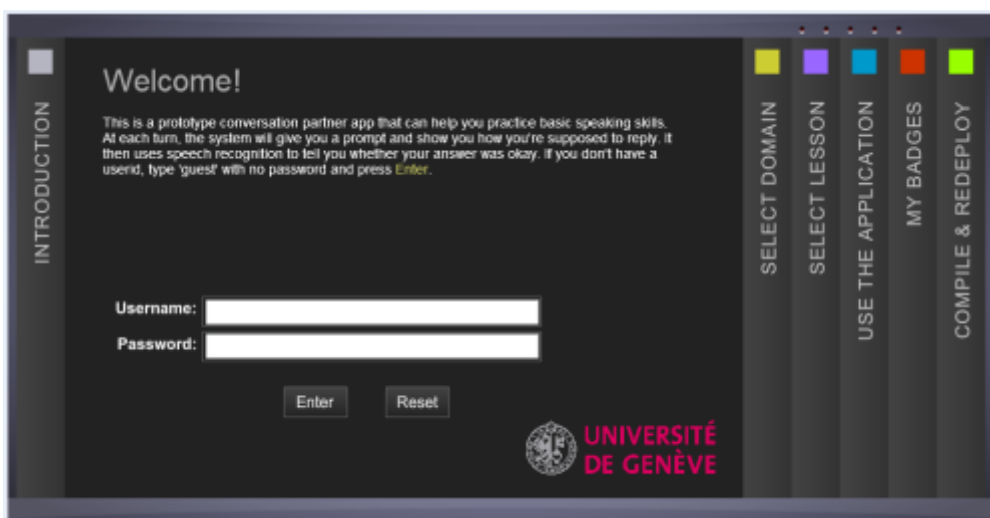 INTRODUCTION
Welcome!
This is a prototype conversation partner app that can help you practice basic speaking skills.
At each turn, the system will give you a prompt and show you how you're supposed to reply. It
then uses speech recognition to tell you whether your answer was okay. If you don't have a
userid, type 'guest' with no password and press Enter.
Username:
Password:
Enter Reset
UNIVERSITÉ
DE GENÈVE
SELECT DOMAIN
SELECT LESSON
USE THE APPLICATION
MY BADGES
COMPILE & REDEPLOY